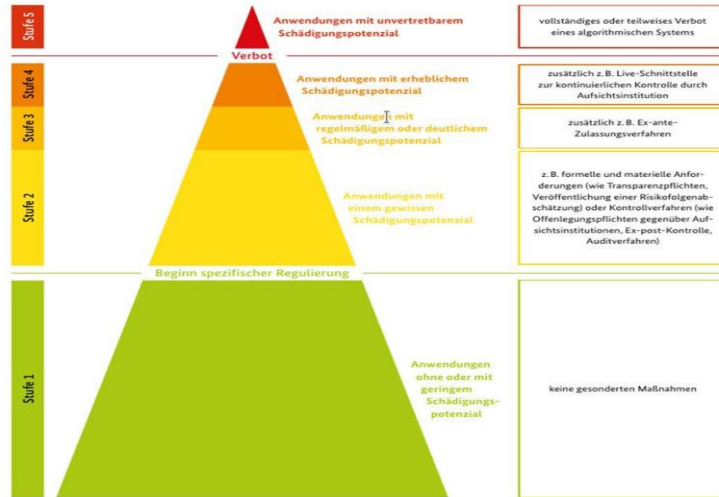 Stufe 5
Anwendungen mit unvertretbarem
Schädigungspotenzial
vollständiges oder teilweises Verbot
eines algorithmischen Systems
Verbot
Stufe 4
Anwendungen mit erheblichem
Schädigungspotenzial
zusätzlich z. B. Live-Schnittstelle
zur kontinuierlichen Kontrolle durch
Aufsichtsinstitution
Stufe 3
Anwendungen mit
regelmäßigem oder deutlichem
Schädigungspotenzial
zusätzlich z. B. Ex-ante-
Zulassungsverfahren
Stufe 2
Anwendungen mit
einem gewissen
Schädigungspotenzial
z. B. formelle und materielle Anfor-
derungen (wie Transparenzpflichten,
Veröffentlichung einer Risikofolgenab-
schätzung) oder Kontrollverfahren (wie
Offenlegungspflichten gegenüber Auf-
sichtsinstitutionen, Ex-post-Kontrolle,
Auditverfahren)
Beginn spezifischer Regulierung
Stufe 1
Anwendungen
ohne oder mit
geringem
Schädigungs-
potenzial
keine gesonderten Maßnahmen